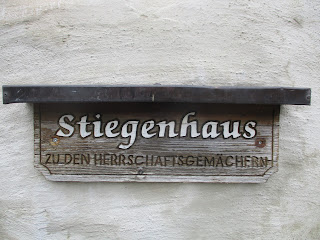 Stiegenhaus
ZU DEN HERRSCHAFTSGEMÄCHERN